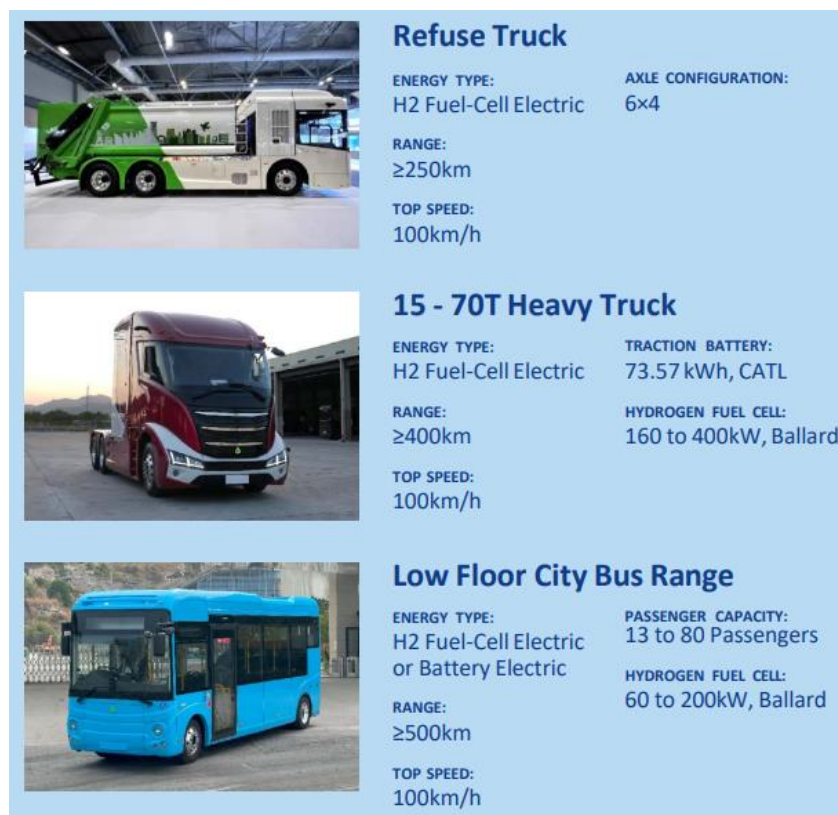 Refuse Truck
ENERGY TYPE:
H2 Fuel-Cell Electric
RANGE:
≥250km
TOP SPEED:
100km/h
AXLE CONFIGURATION:
6×4
15 - 70T Heavy Truck
ENERGY TYPE:
H2 Fuel-Cell Electric
RANGE:
≥400km
TOP SPEED:
100km/h
TRACTION BATTERY:
73.57 kWh, CATL
HYDROGEN FUEL CELL:
160 to 400kW, Ballard
Low Floor City Bus Range
ENERGY TYPE:
H2 Fuel-Cell Electric
or Battery Electric
RANGE:
≥500km
TOP SPEED:
100km/h
PASSENGER CAPACITY:
13 to 80 Passengers
HYDROGEN FUEL CELL:
60 to 200kW, Ballard